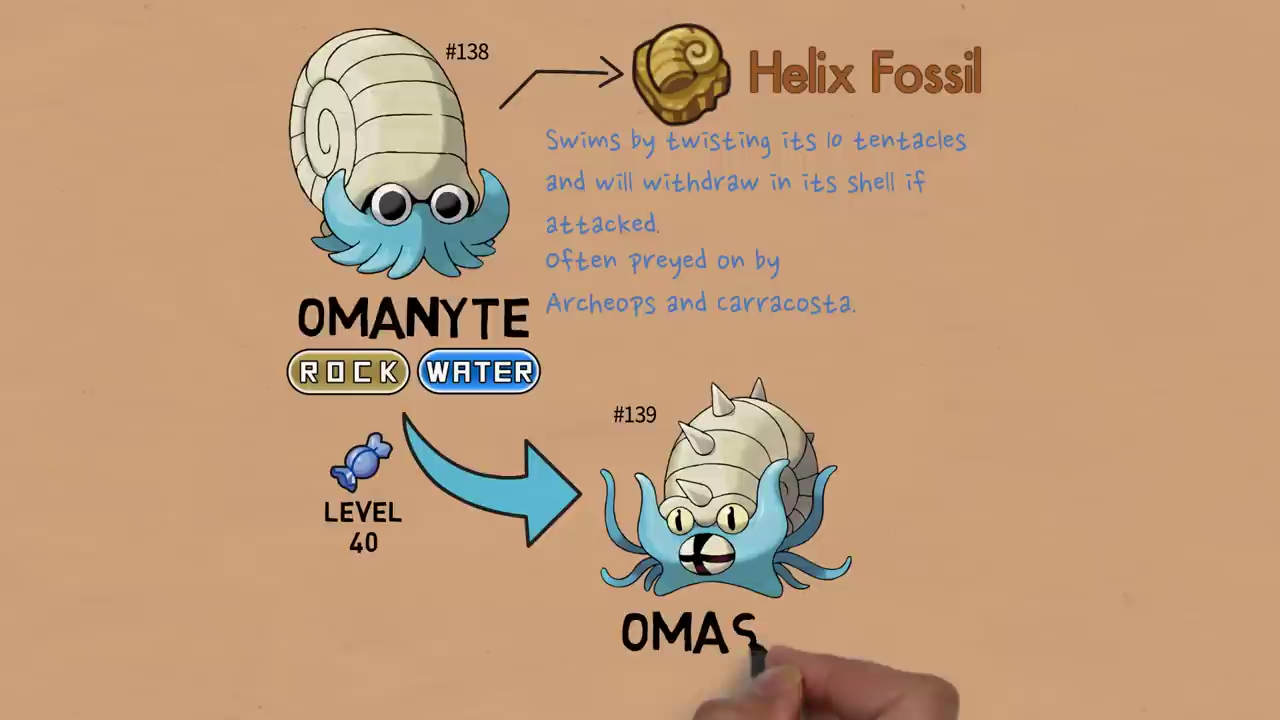 #138
Helix Fossil
Swims by twisting its 10 tentacles
and will withdraw in its shell if
attacked.
Often preyed on by
Archeops and carracosta.
OMANYTE
ROCK WATER
#139
LEVEL
40
OMAS